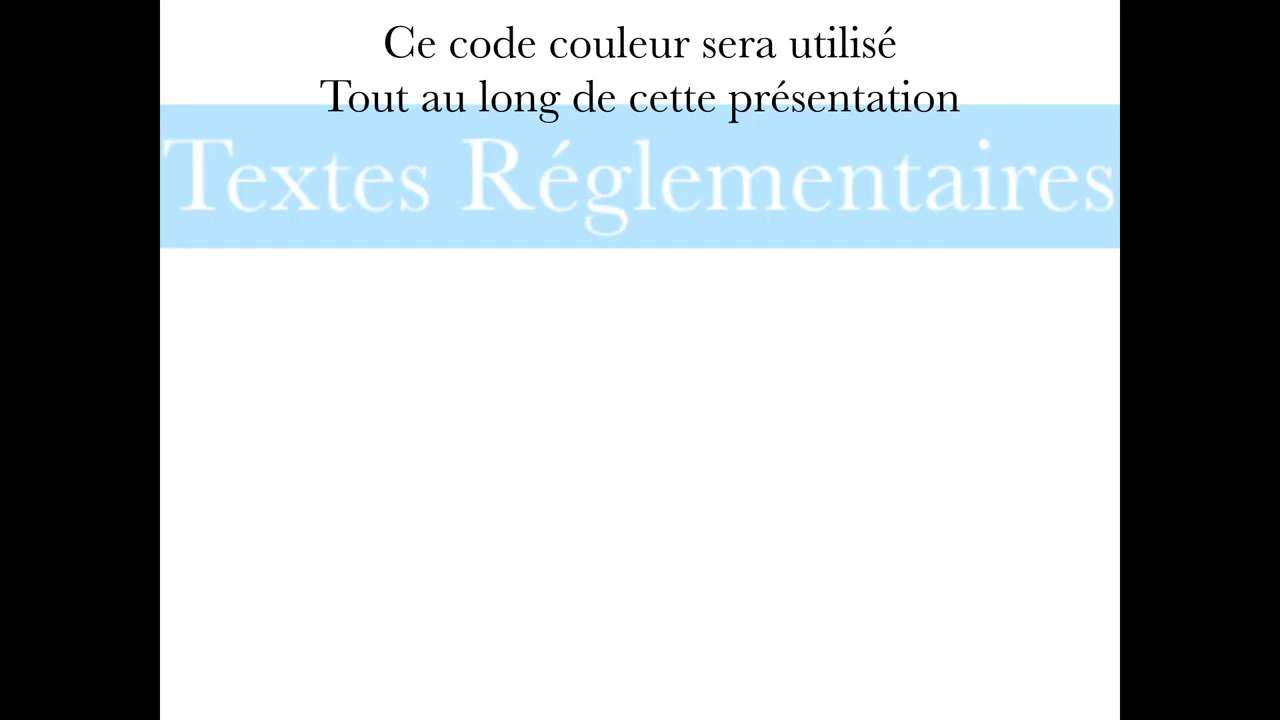 Ce code couleur sera utilisé
Tout au long de cette présentation
Textes Réglementaires